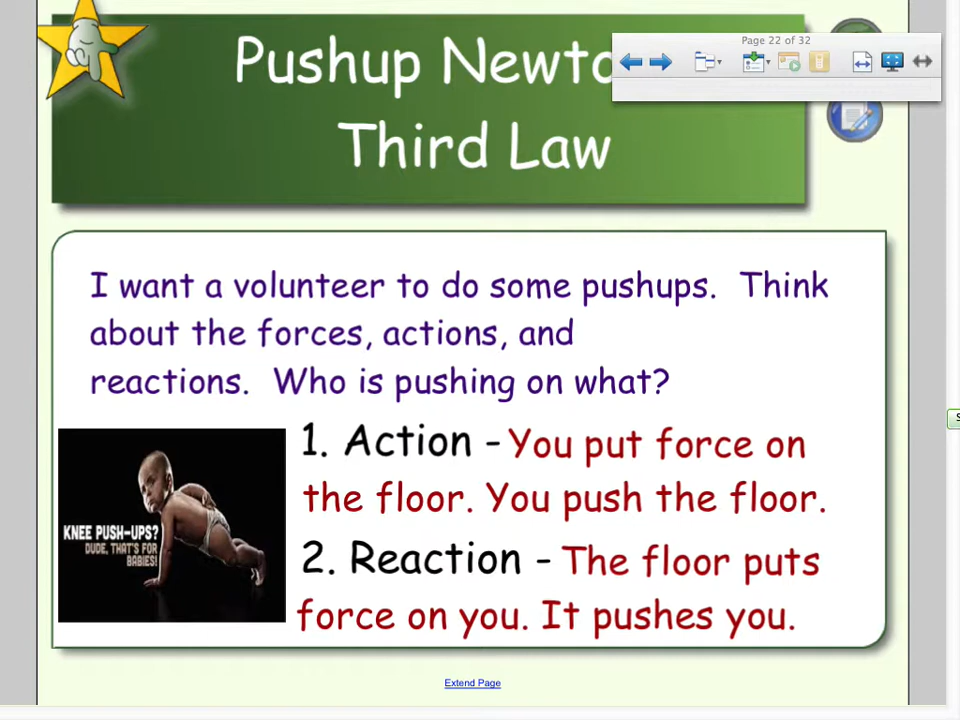 Page 22 of 32
Pushup Newto
Third Law
I want a volunteer to do some pushups. Think
about the forces, actions, and
reactions. Who is pushing on what?
1. Action - You put force on
the floor. You push the floor.
2. Reaction - The floor puts
force on you. It pushes you.
KNEE PUSH-UPS?
DUDE, THAT'S FOR
BABIES!
Extend Page